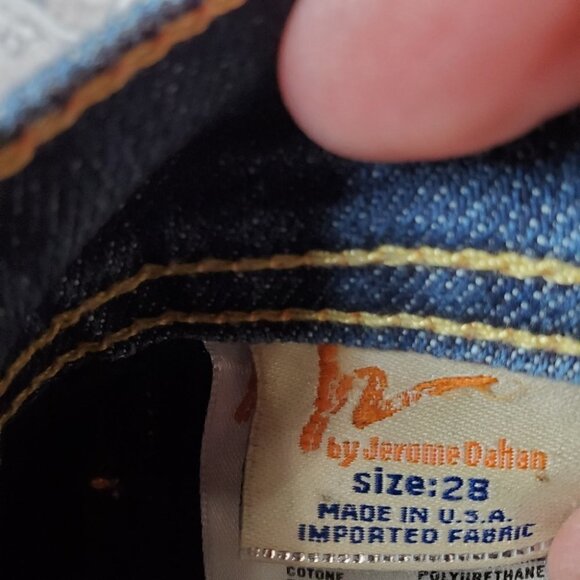 by Jerome Dahan
size:28
MADE IN U.S.A.
IMPORTED FABRIC
COTONE POLYURETHANE